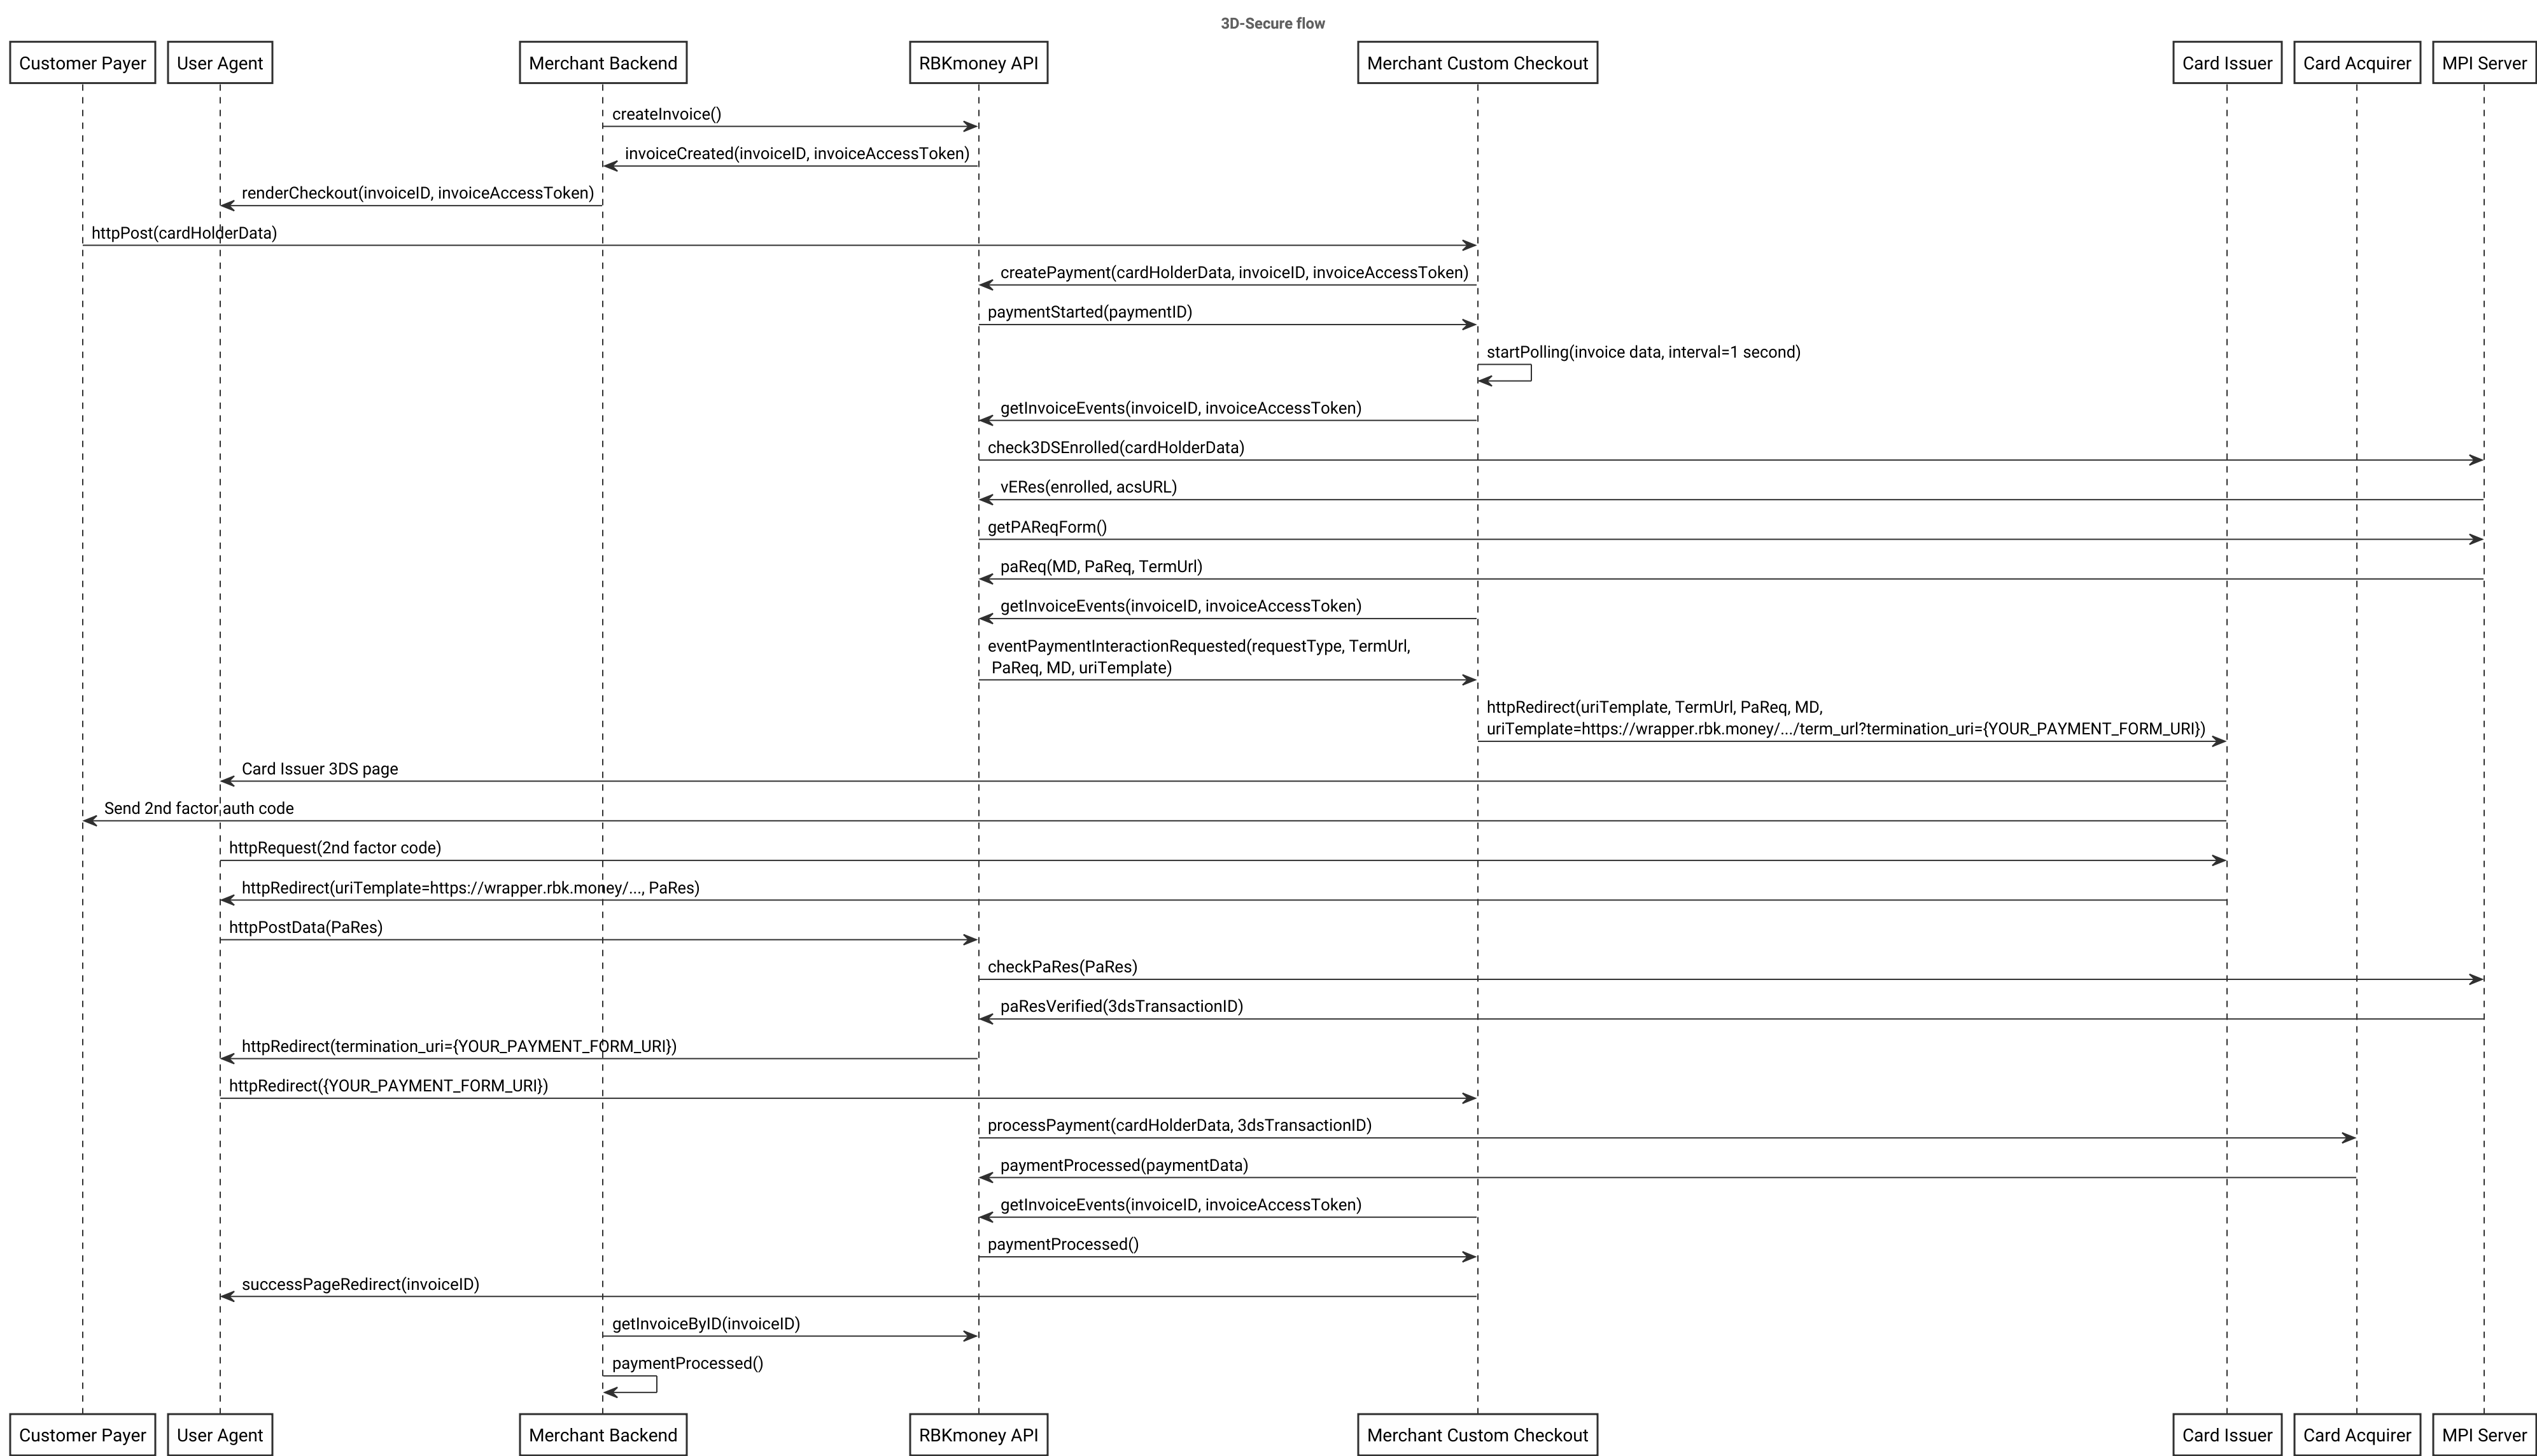 3D-Secure flow
Customer Payer
User Agent
Merchant Backend
RBKmoney API
Merchant Custom Checkout
Card Issuer
Card Acquirer
MPI Server
createInvoice()
invoiceCreated(invoiceID, invoiceAccessToken)
renderCheckout(invoiceID, invoiceAccessToken)
httpPost(cardHolderData)
createPayment(cardHolderData, invoiceID, invoiceAccessToken)
paymentStarted(paymentID)
startPolling(invoice data, interval=1 second)
getInvoiceEvents(invoiceID, invoiceAccessToken)
check3DSEnrolled(cardHolderData)
vERes(enrolled, acsURL)
getPAReqForm()
paReq(MD, PaReq, TermUrl)
getInvoiceEvents(invoiceID, invoiceAccessToken)
eventPaymentInteractionRequested(requestType, TermUrl,
PaReq, MD, uriTemplate)
httpRedirect(uriTemplate, TermUrl, PaReq, MD,
uriTemplate=https://wrapper.rbk.money/.../term_url?termination_uri={YOUR_PAYMENT_FORM_URI})
Card Issuer 3DS page
Send 2nd factor auth code
httpRequest(2nd factor code)
httpRedirect(uriTemplate=https://wrapper.rbk.money/..., PaRes)
httpPostData(PaRes)
checkPaRes(PaRes)
paResVerified(3dsTransactionID)
httpRedirect(termination_uri={YOUR_PAYMENT_FORM_URI})
httpRedirect({YOUR_PAYMENT_FORM_URI})
processPayment(cardHolderData, 3dsTransactionID)
paymentProcessed(paymentData)
getInvoiceEvents(invoiceID, invoiceAccessToken)
paymentProcessed()
successPageRedirect(invoiceID)
getInvoiceByID(invoiceID)
paymentProcessed()
Customer Payer
User Agent
Merchant Backend
RBKmoney API
Merchant Custom Checkout
Card Issuer
Card Acquirer
MPI Server